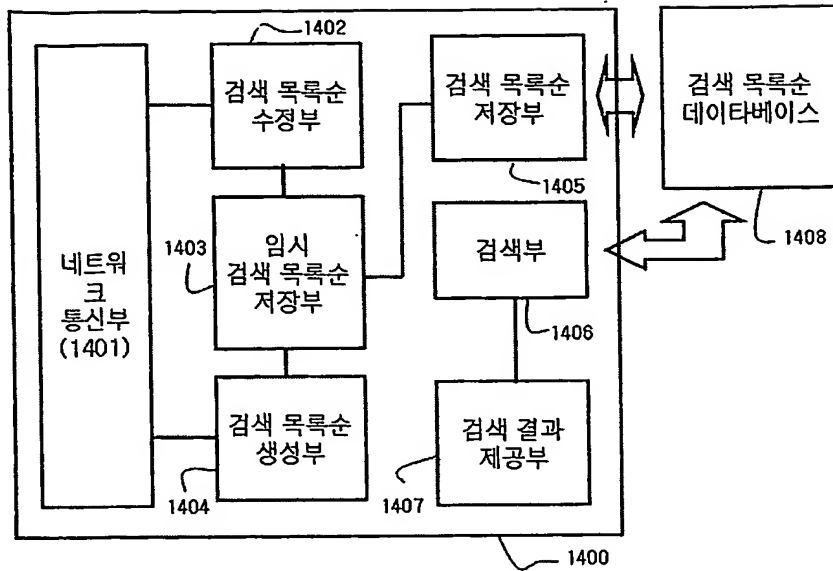 1402
검색 목록순
수정부
검색 목록순
저장부
1405
검색 목록순
데이타베이스
1408
네트워
크
통신부
(1401)
1403
임시
검색 목록순
저장부
검색부
1406
검색 목록순
생성부
1404
검색 결과
제공부
1407
1400